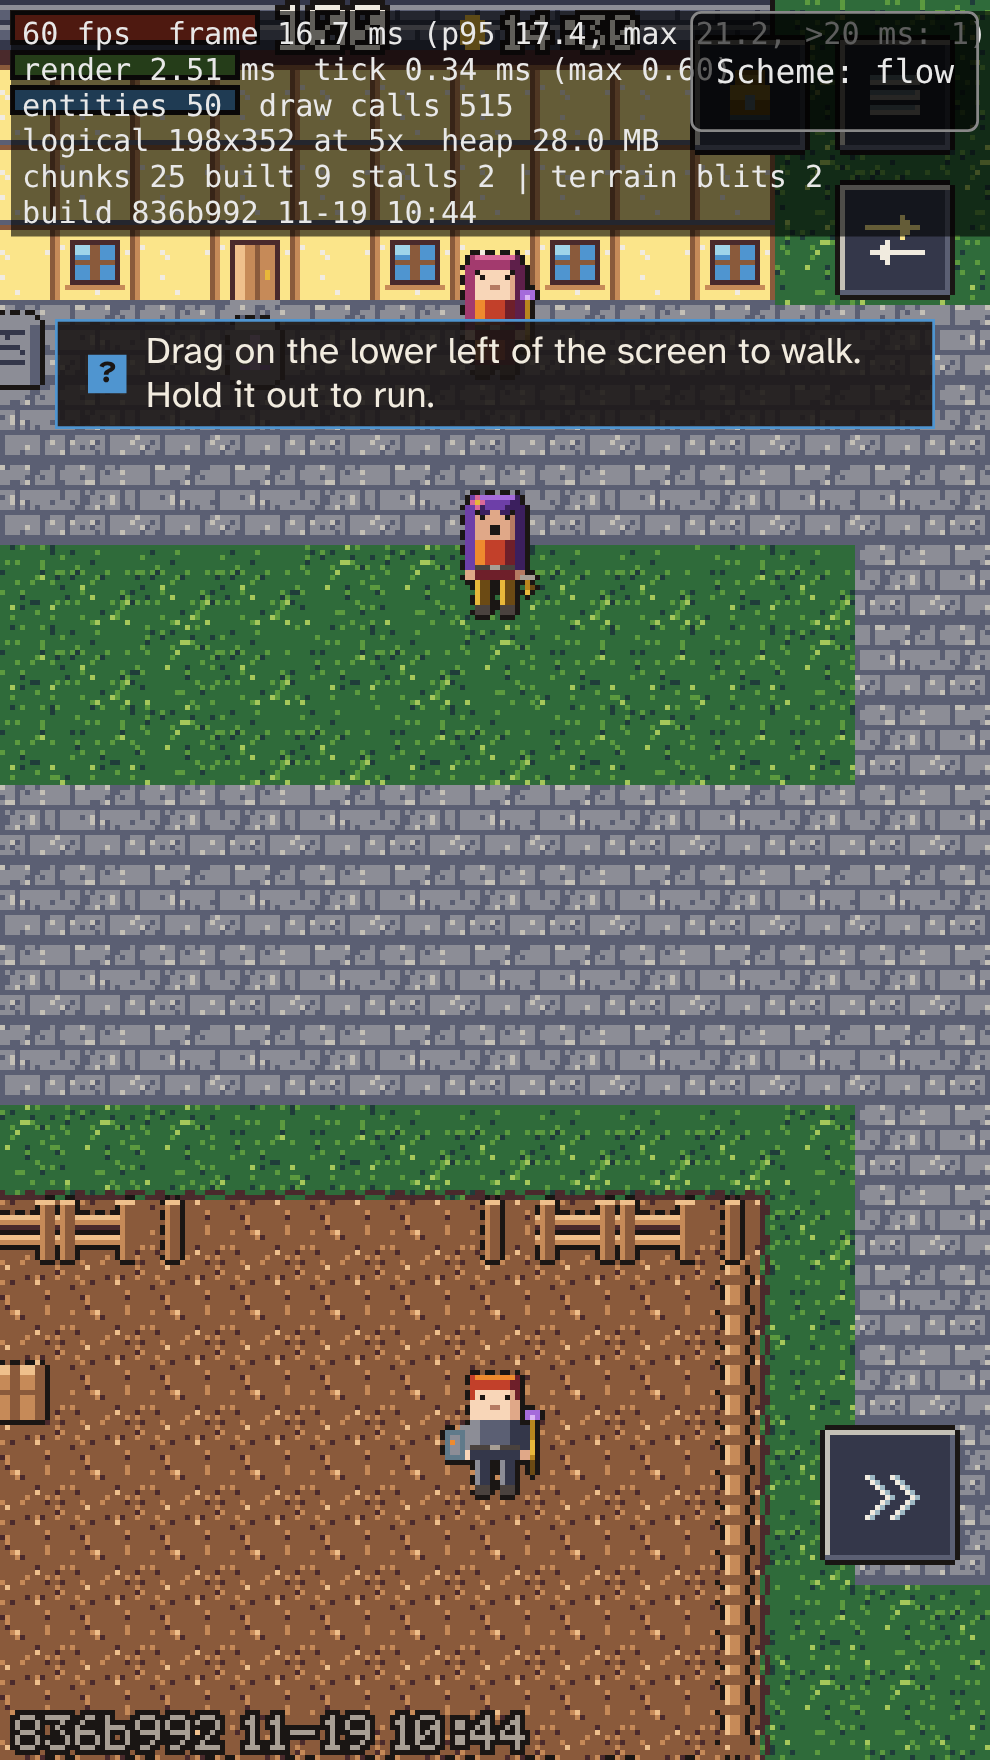 60 fps  frame 16.7 ms (p95 17.4, max 21.2, >20 ms: 1)
render 2.51 ms  tick 0.34 ms (max 0.60)
Scheme: flow
entities 50  draw calls 515
logical 198x352 at 5x  heap 28.0 MB
chunks 25 built 9 stalls 2 | terrain blits 2
build 836b992 11-19 10:44
?
Drag on the lower left of the screen to walk.
Hold it out to run.
836b992 11-19 10:44